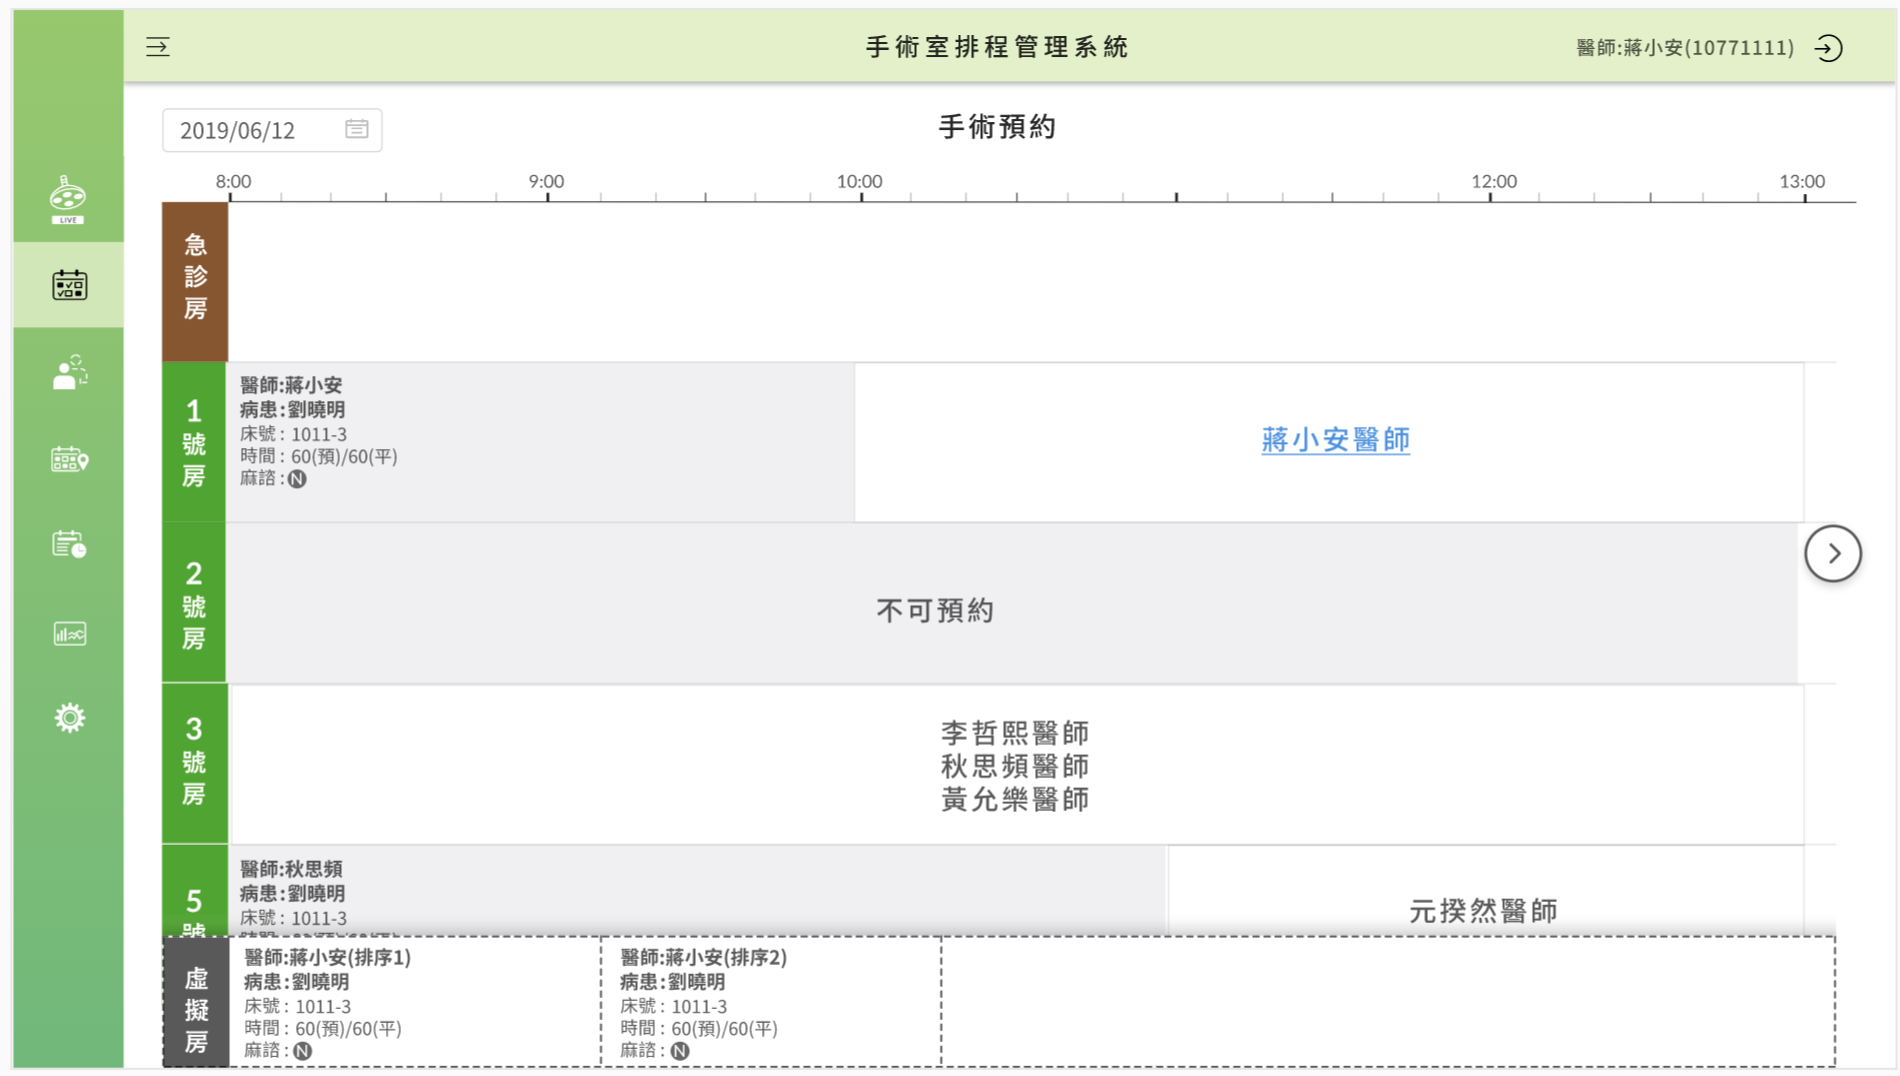 手術室排程管理系統
醫師:蔣小安(10771111)
2019/06/12
手術預約
8:00
9:00
10:00
12:00
13:00
LIVE
急診房
1號房
醫師:蔣小安
病患:劉曉明
床號: 1011-3
時間: 60(預)/60(平)
麻諮:N
蔣小安醫師
2號房
不可預約
3號房
李哲熙醫師
秋思頻醫師
黃允樂醫師
5號
醫師:秋思頻
病患:劉曉明
床號: 1011-3
元揆然醫師
虛擬房
醫師:蔣小安(排序1)
病患:劉曉明
床號: 1011-3
時間: 60(預)/60(平)
麻諮:N
醫師:蔣小安(排序2)
病患:劉曉明
床號: 1011-3
時間: 60(預)/60(平)
麻諮:N